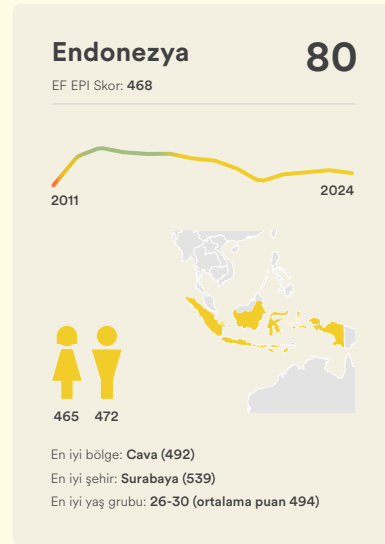 Endonezya 80
EF EPI Skor: 468
2011 2024
465 472
En iyi bölge: Cava (492)
En iyi şehir: Surabaya (539)
En iyi yaş grubu: 26-30 (ortalama puan 494)